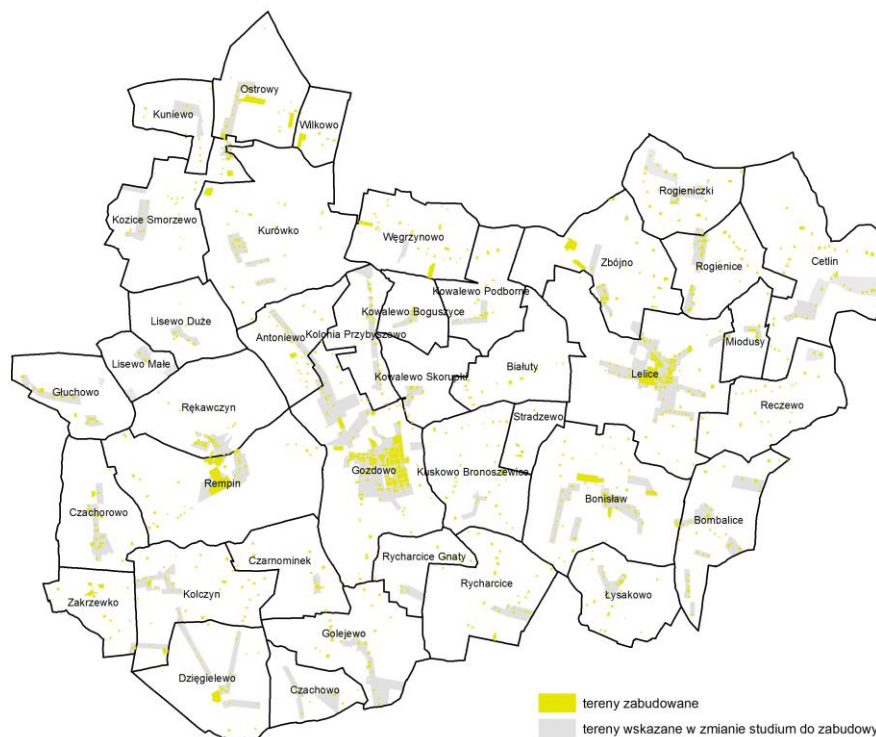 Ostrowy
Kuniewo
Wilkowo
Rogieniczki
Kozice Smorzewo
Kurówko
Węgrzynowo
Zbójno
Rogienice
Cetlin
Kowalewo Podborne
Lisewo Duże
Kowalewo Boguszyce
Antoniewo
Kolonia Przybyszewo
Miodusy
Lisewo Małe
Białuty
Lelice
Kowalewo Skorupki
Głuchowo
Rękawczyn
Reczewo
Stradzewo
Gozdowo
Kuskowo Bronoszewice
Rempin
Bonisław
Czachorowo
Bombalice
Rycharcice Gnaty
Czarnominek
Rycharcice
Kolczyn
Łysakowo
Zakrzewko
Golejewo
Dzięgielewo
Czachowo
tereny zabudowane
tereny wskazane w zmianie studium do zabudowy